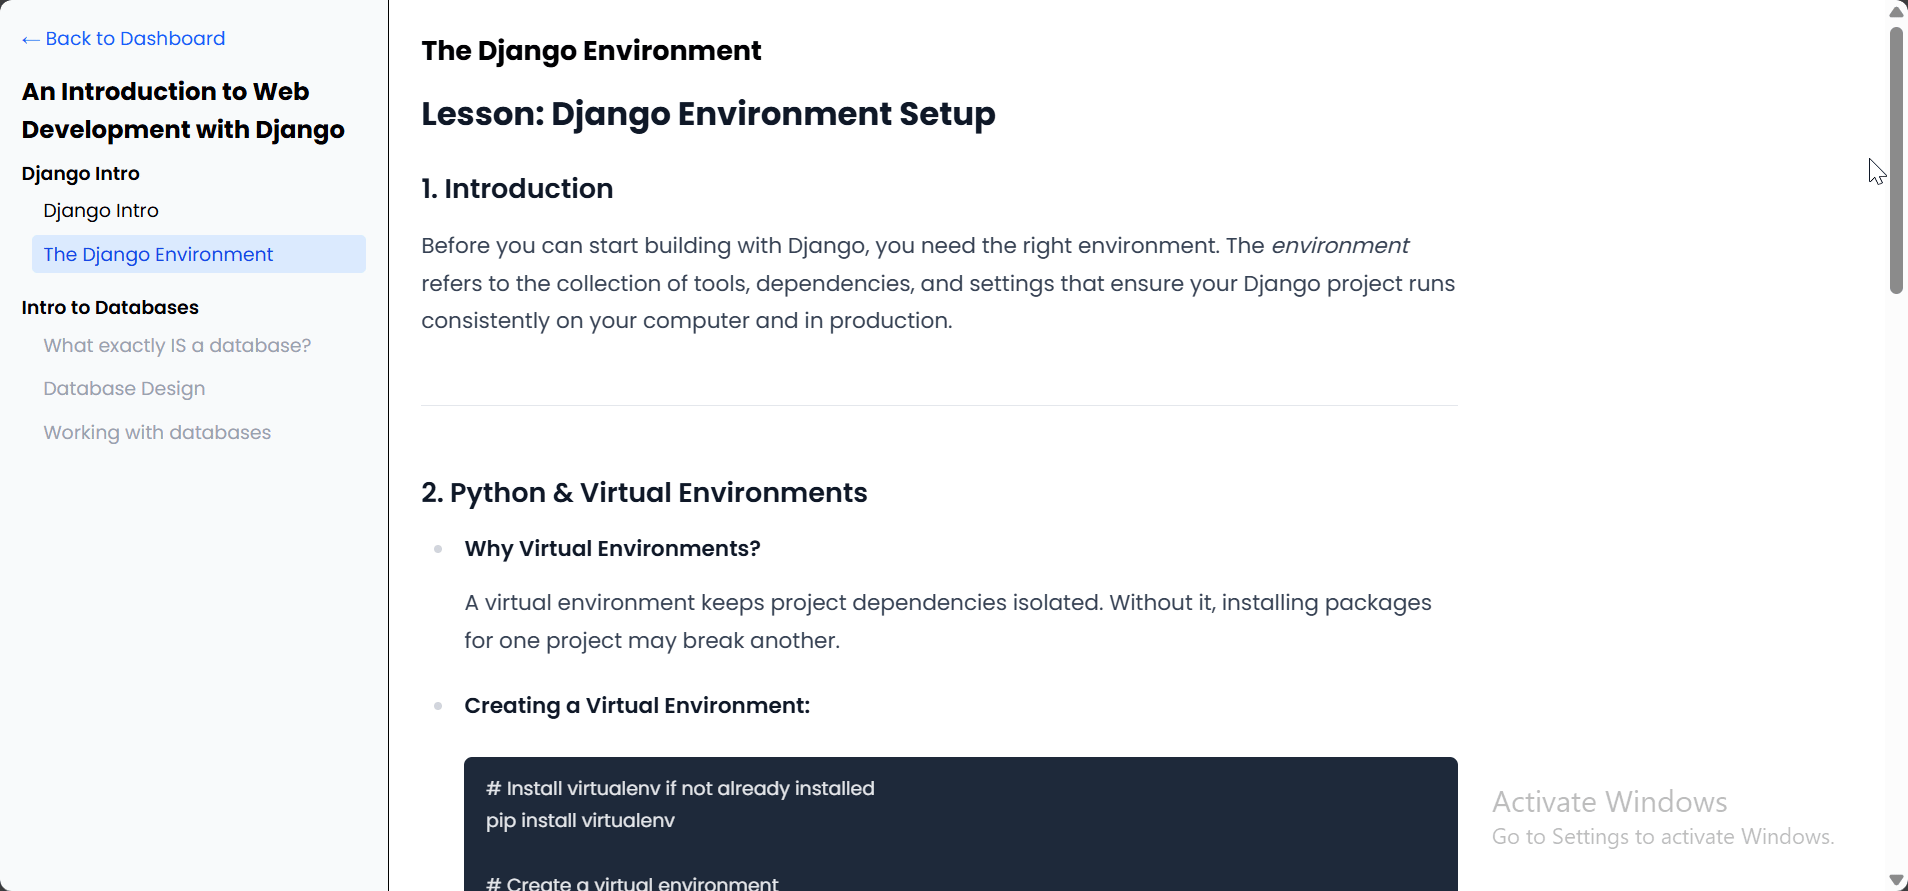 ← Back to Dashboard
An Introduction to Web
Development with Django
Django Intro
Django Intro
The Django Environment
Intro to Databases
What exactly IS a database?
Database Design
Working with databases
The Django Environment
Lesson: Django Environment Setup
1. Introduction
Before you can start building with Django, you need the right environment. The environment
refers to the collection of tools, dependencies, and settings that ensure your Django project runs
consistently on your computer and in production.
2. Python & Virtual Environments
Why Virtual Environments?
A virtual environment keeps project dependencies isolated. Without it, installing packages
for one project may break another.
Creating a Virtual Environment:
# Install virtualenv if not already installed
pip install virtualenv
# Create a virtual environment
Activate Windows
Go to Settings to activate Windows.